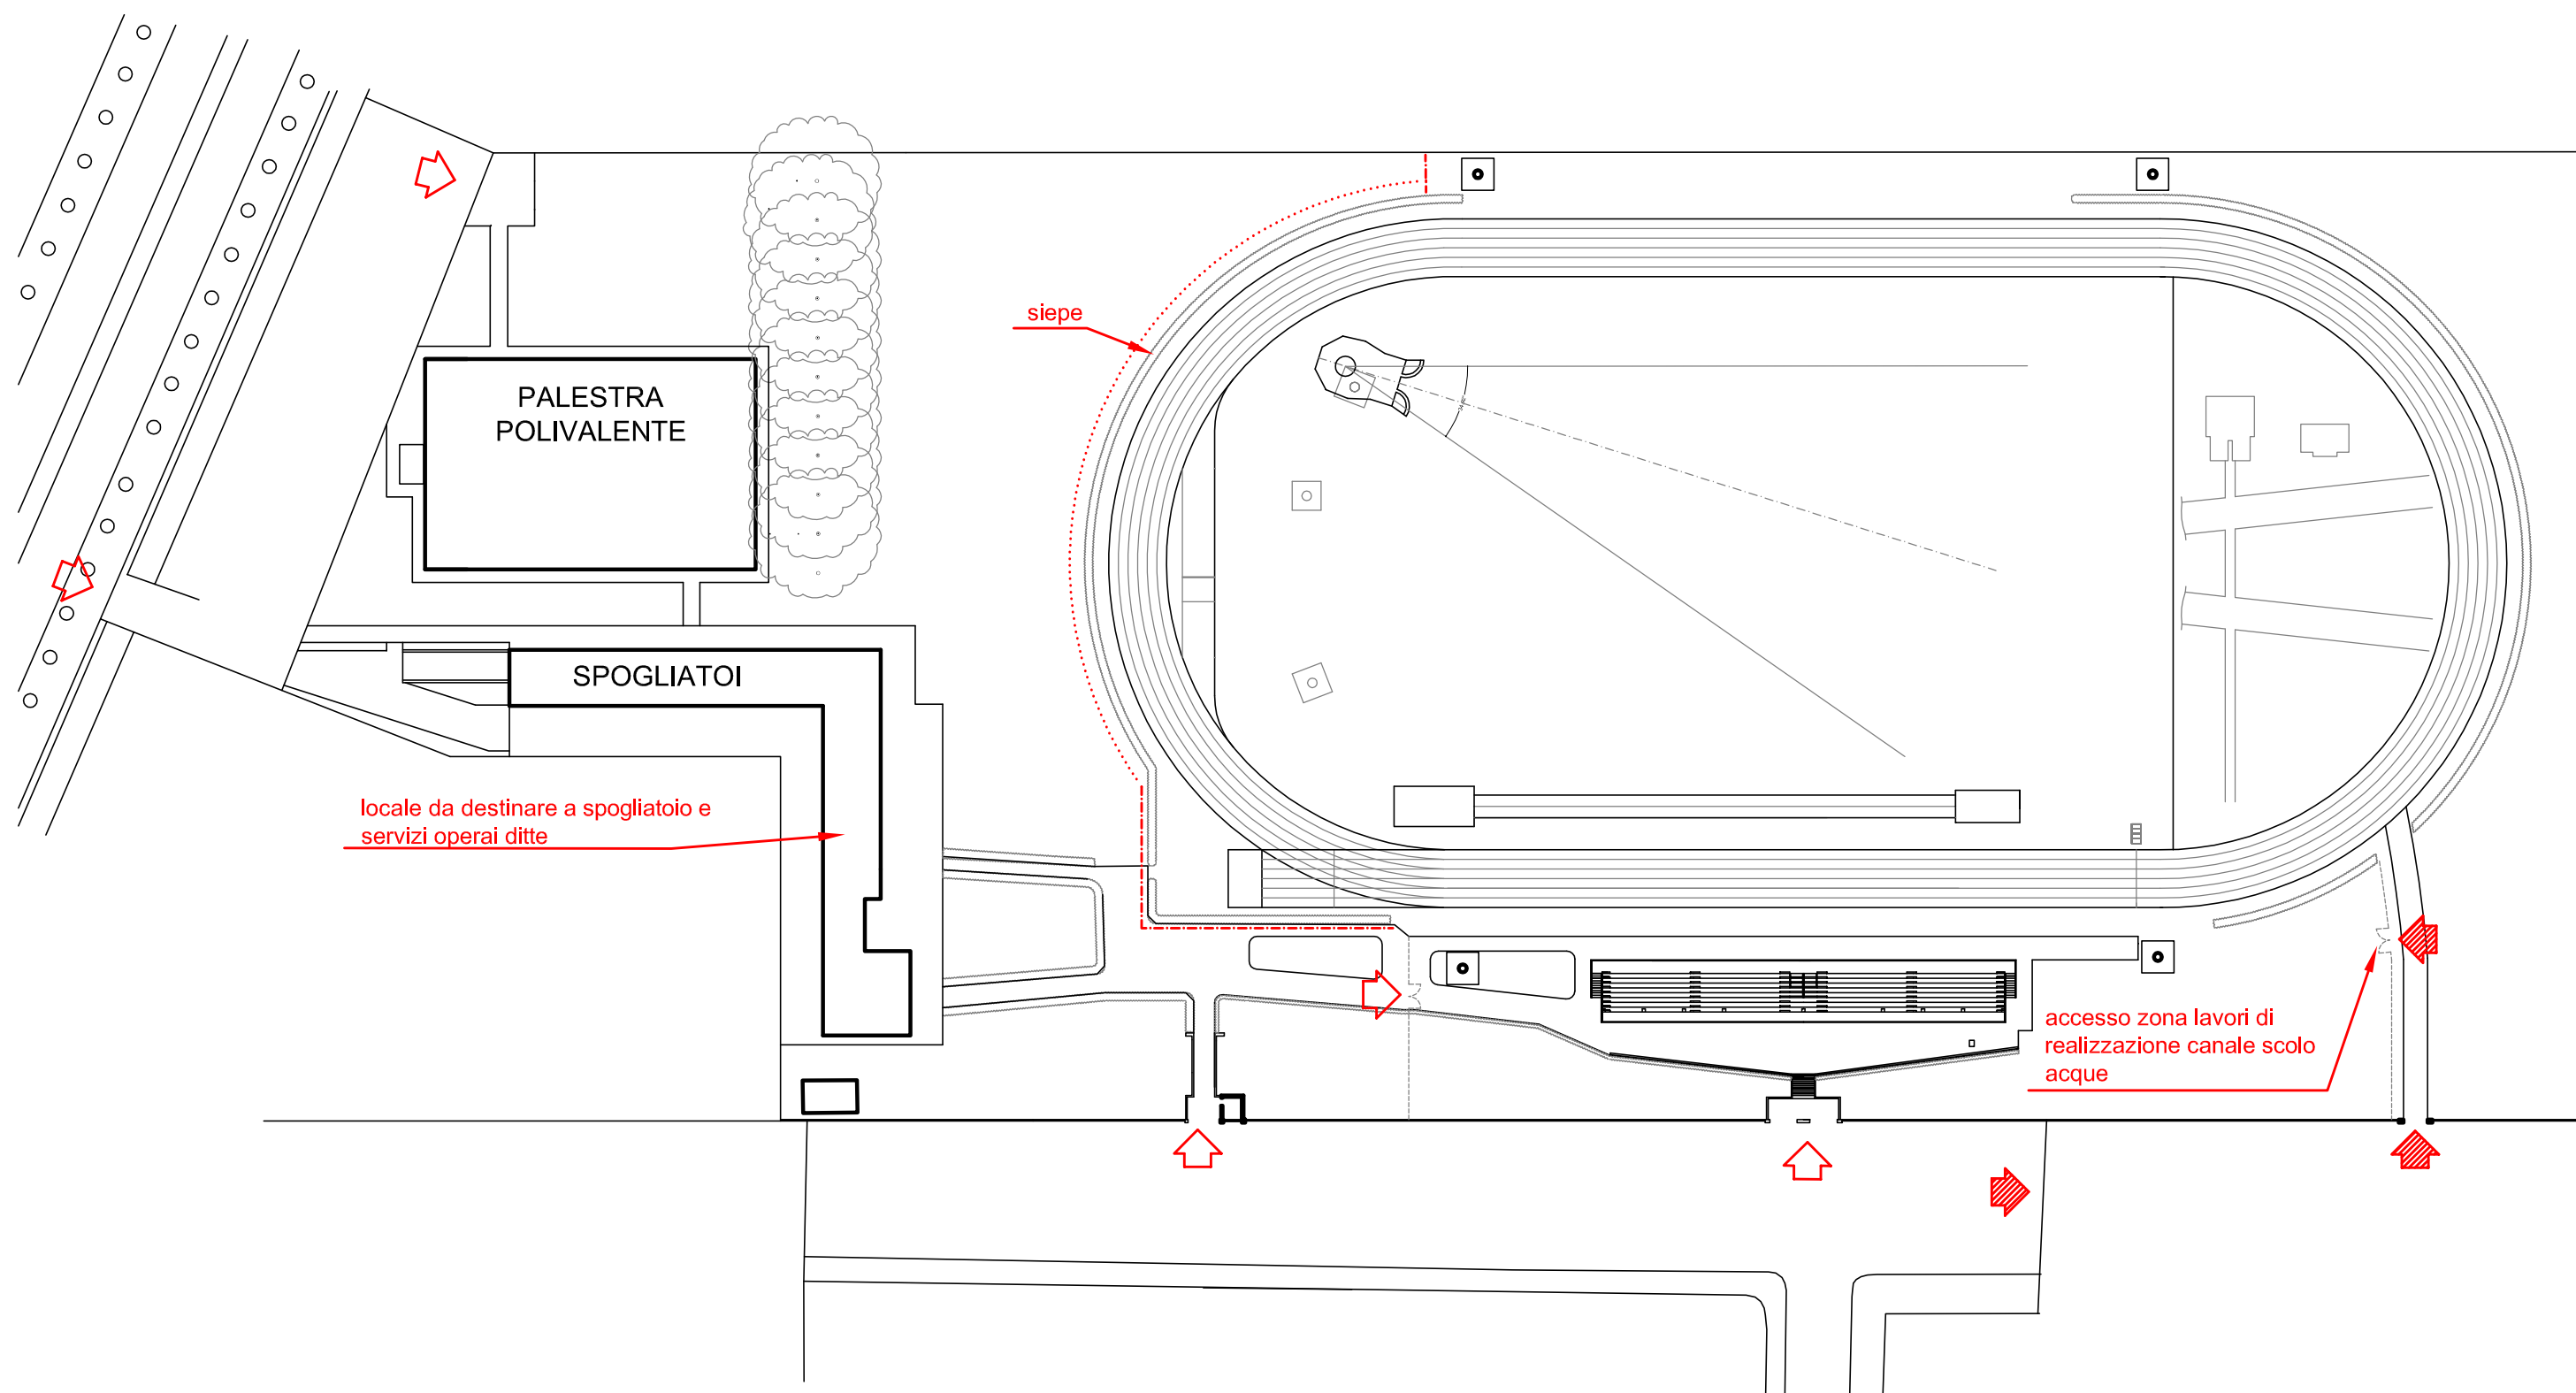 siepe
PALESTRA
POLIVALENTE
SPOGLIATOI
locale da destinare a spogliatoio e
servizi operai ditte
accesso zona lavori di
realizzazione canale scolo
acque